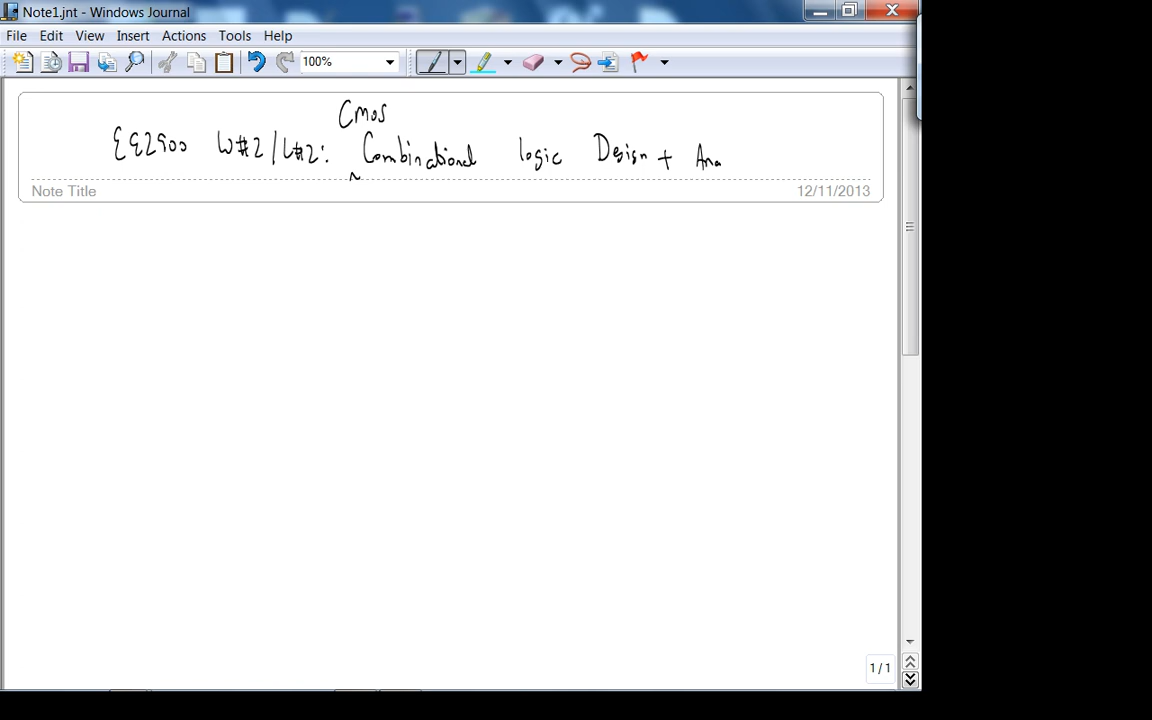 Note1.jnt - Windows Journal
File Edit View Insert Actions Tools Help
100%
Cmos
EE2900 W#2/L#2: Combinational logic Design + Ana
Note Title 12/11/2013
1 / 1